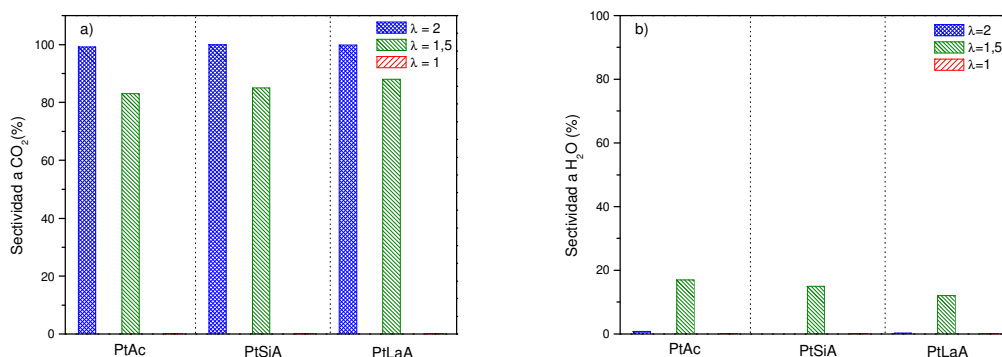 a)
λ = 2
λ = 1,5
λ = 1
Sectividad a CO2(%)
100
80
60
40
20
0
PtAc
PtSiA
PtLaA
b)
λ=2
λ=1,5
λ=1
Sectividad a H2O (%)
100
80
60
40
20
0
PtAc
PtSiA
PtLaA